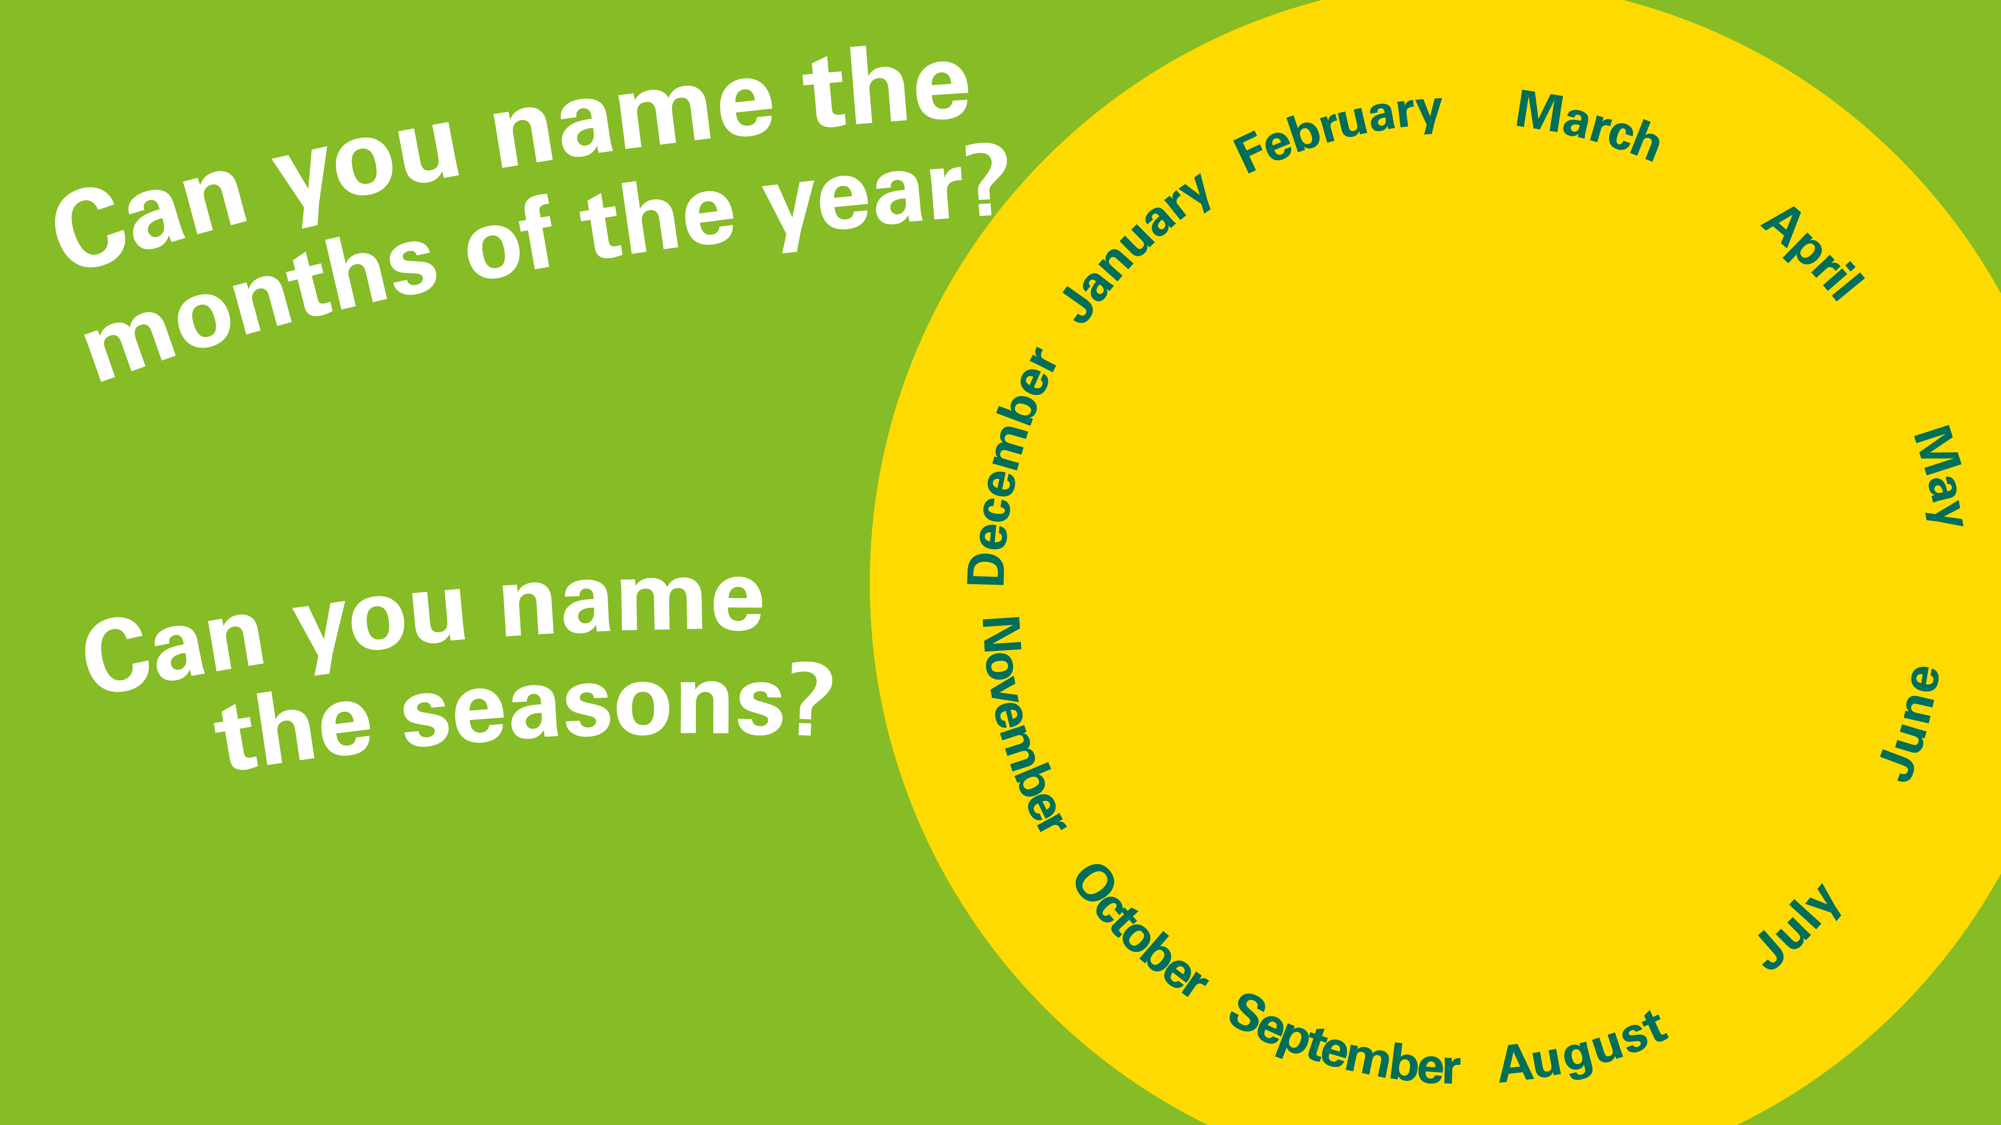 Can you name the
months of the year?
Can you name
the seasons?
January
February
March
April
May
June
July
August
September
October
November
December